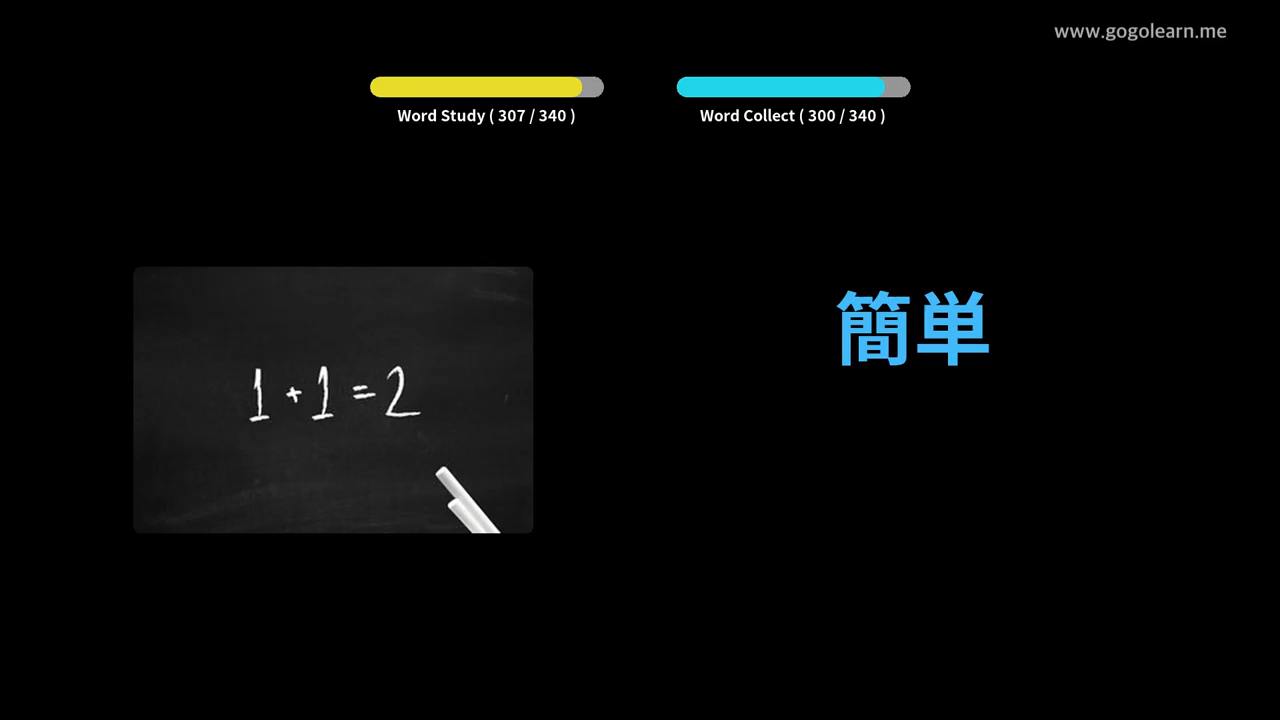 www.gogolearn.me
Word Study ( 307 / 340 )
Word Collect ( 300 / 340 )
簡単
1 + 1 = 2